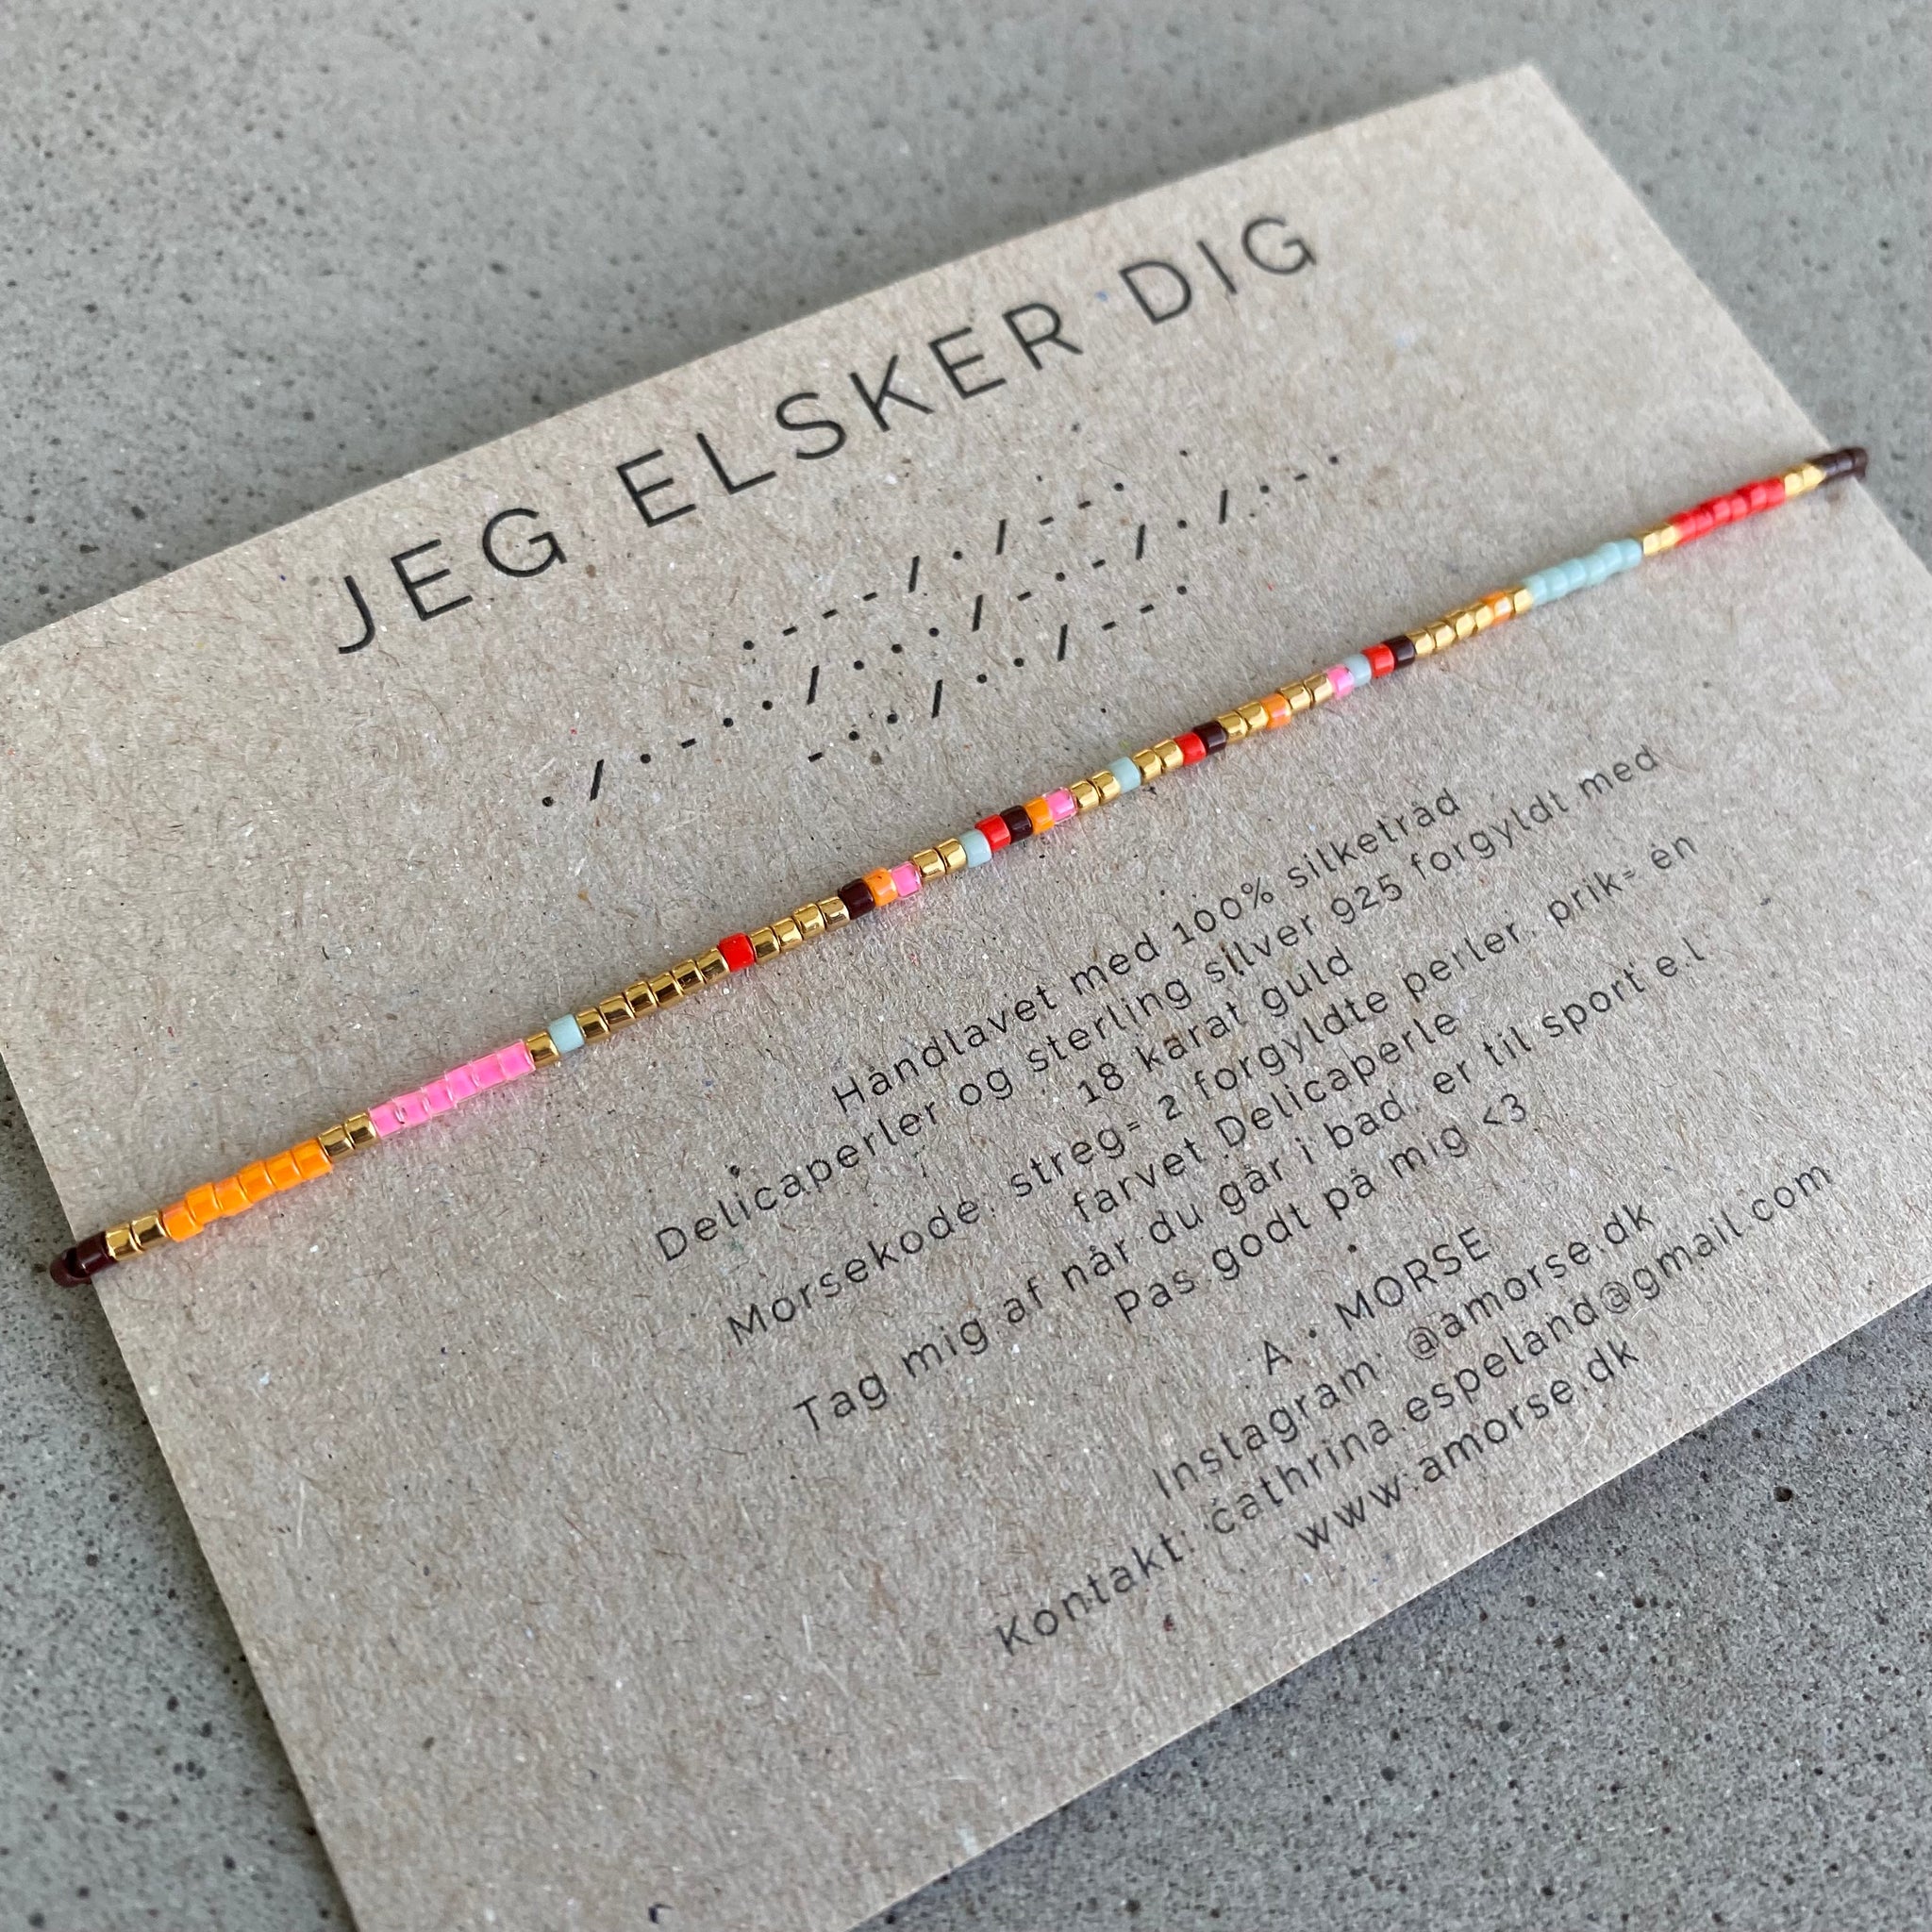 JEG ELSKER DIG
. - - - / . / - - .
. / . - . . / . . . / - . - / . / . - .
- . . / . . / - - .
Handlavet med 100% silketråd
Delicaperler og sterling silver 925 forgyldt med
18 karat guld
Morsekode: streg= 2 forgyldte perler. prik= én
farvet Delicaperle
Tag mig af når du går i bad, er til sport e.l.
Pas godt på mig <3
A · MORSE
Instagram: @amorse.dk
Kontakt: cathrina.espeland@gmail.com
www.amorse.dk